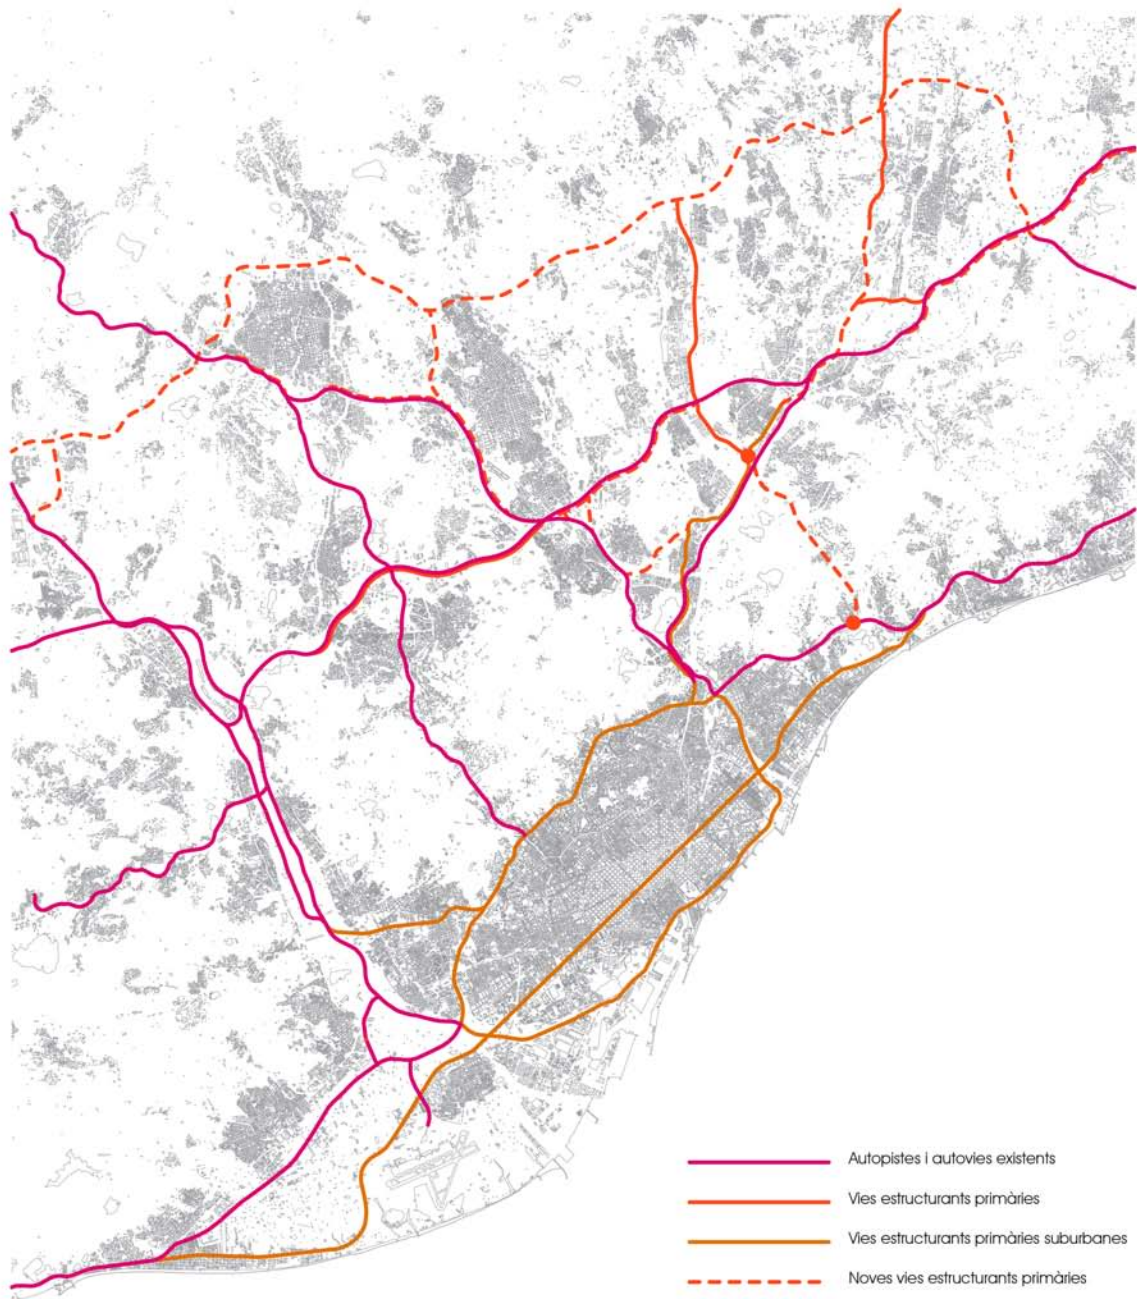 Autopistes i autovies existents
Vies estructurants primàries
Vies estructurants primàries suburbanes
Noves vies estructurants primàries